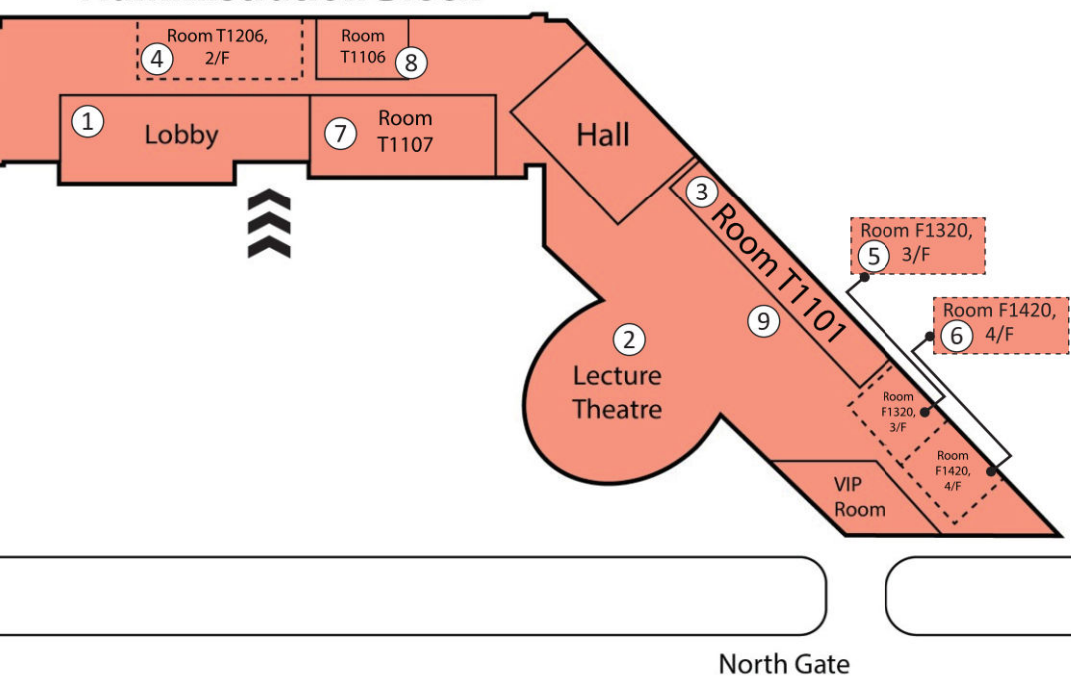 Room T1206,
4 2/F
Room
T1106
8
1
Lobby
7
Room
T1107
Hall
3
Room T1101
Room F1320,
5 3/F
Room F1420,
6 4/F
9
2
Lecture
Theatre
Room
F1320,
3/F
Room
F1420,
4/F
VIP
Room
North Gate